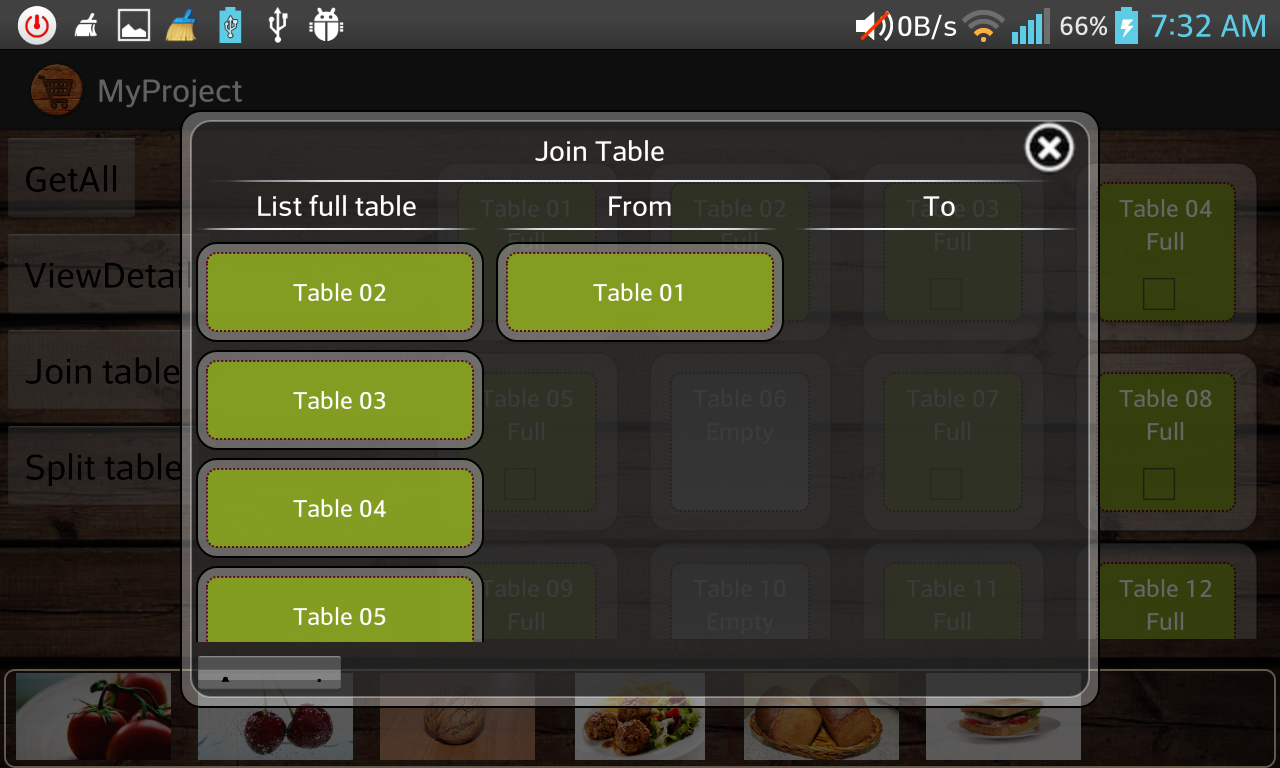 0B/s 66% 7:32 AM
MyProject
Join Table
List full table From To
GetAll
ViewDetail
Join table
Split table
Table 02
Table 03
Table 04
Table 05
Table 01
Table 01 Table 02 Table 03 Table 04
Full Full Full Full
Table 05 Table 06 Table 07 Table 08
Full Empty Full Full
Table 09 Table 10 Table 11 Table 12
Full Empty Full Full